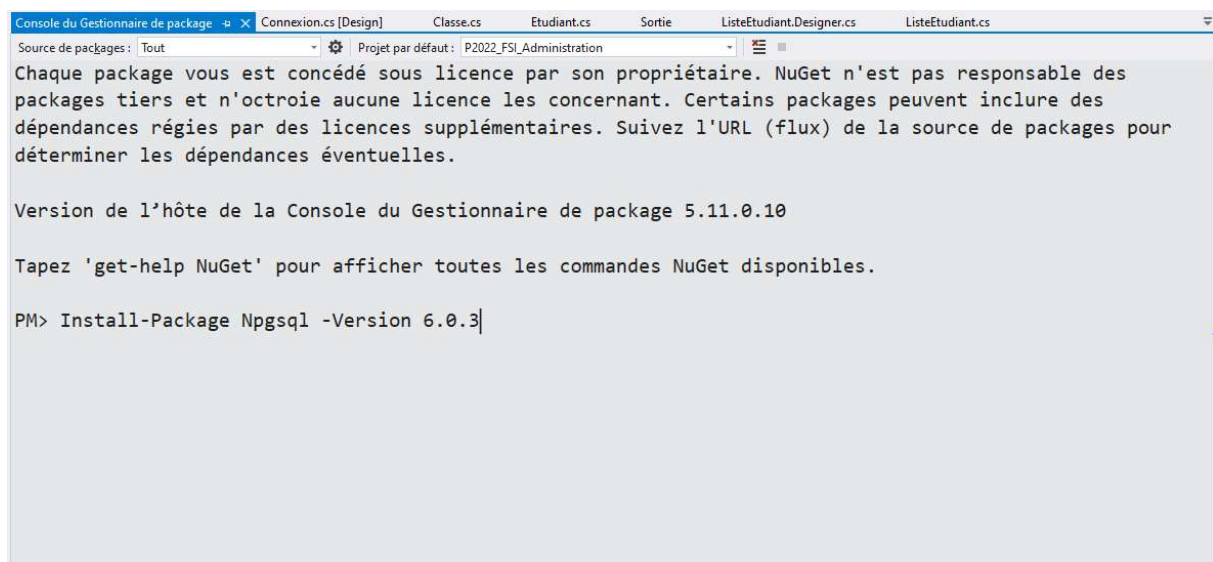 Console du Gestionnaire de package
Connexion.cs [Design]
Classe.cs
Etudiant.cs
Sortie
ListeEtudiant.Designer.cs
ListeEtudiant.cs
Source de packages : Tout
Projet par défaut : P2022_FSI_Administration
Chaque package vous est concédé sous licence par son propriétaire. NuGet n'est pas responsable des
packages tiers et n'octroie aucune licence les concernant. Certains packages peuvent inclure des
dépendances régies par des licences supplémentaires. Suivez l'URL (flux) de la source de packages pour
déterminer les dépendances éventuelles.
Version de l’hôte de la Console du Gestionnaire de package 5.11.0.10
Tapez 'get-help NuGet' pour afficher toutes les commandes NuGet disponibles.
PM> Install-Package Npgsql -Version 6.0.3